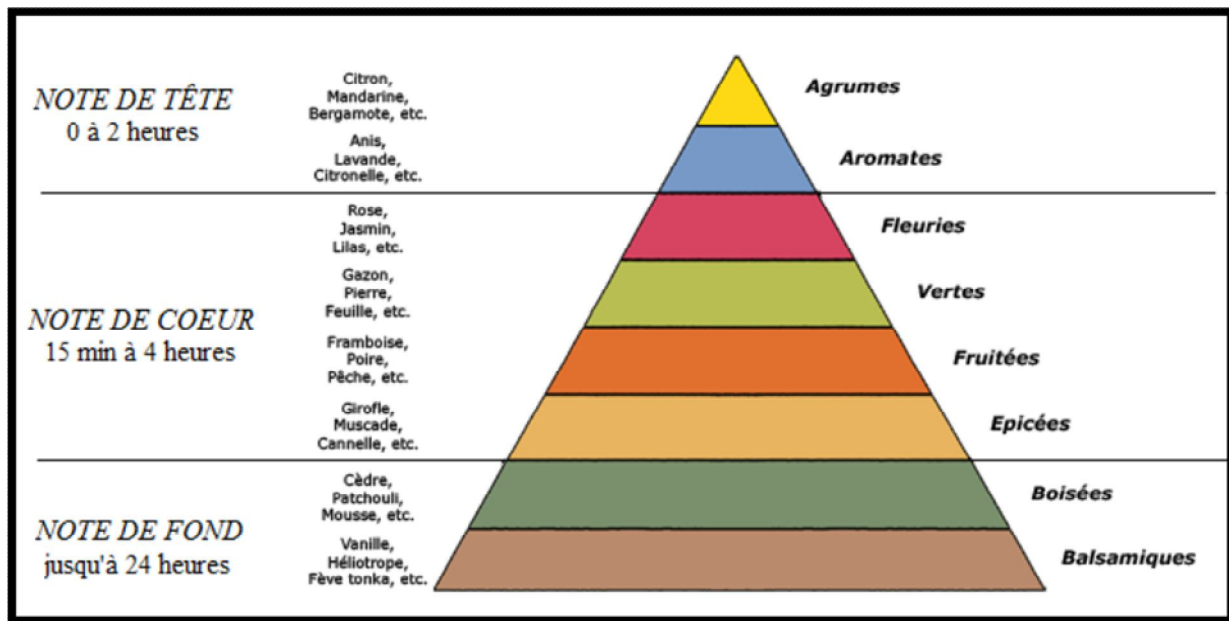 NOTE DE TÊTE
0 à 2 heures
Citron,
Mandarine,
Bergamote, etc.
Agrumes
Anis,
Lavande,
Citronelle, etc.
Aromates
NOTE DE COEUR
15 min à 4 heures
Rose,
Jasmin,
Lilas, etc.
Fleuries
Gazon,
Pierre,
Feuille, etc.
Vertes
Framboise,
Poire,
Pêche, etc.
Fruitées
Girofle,
Muscade,
Cannelle, etc.
Epicées
NOTE DE FOND
jusqu'à 24 heures
Cèdre,
Patchouli,
Mousse, etc.
Boisées
Vanille,
Héliotrope,
Fève tonka, etc.
Balsamiques